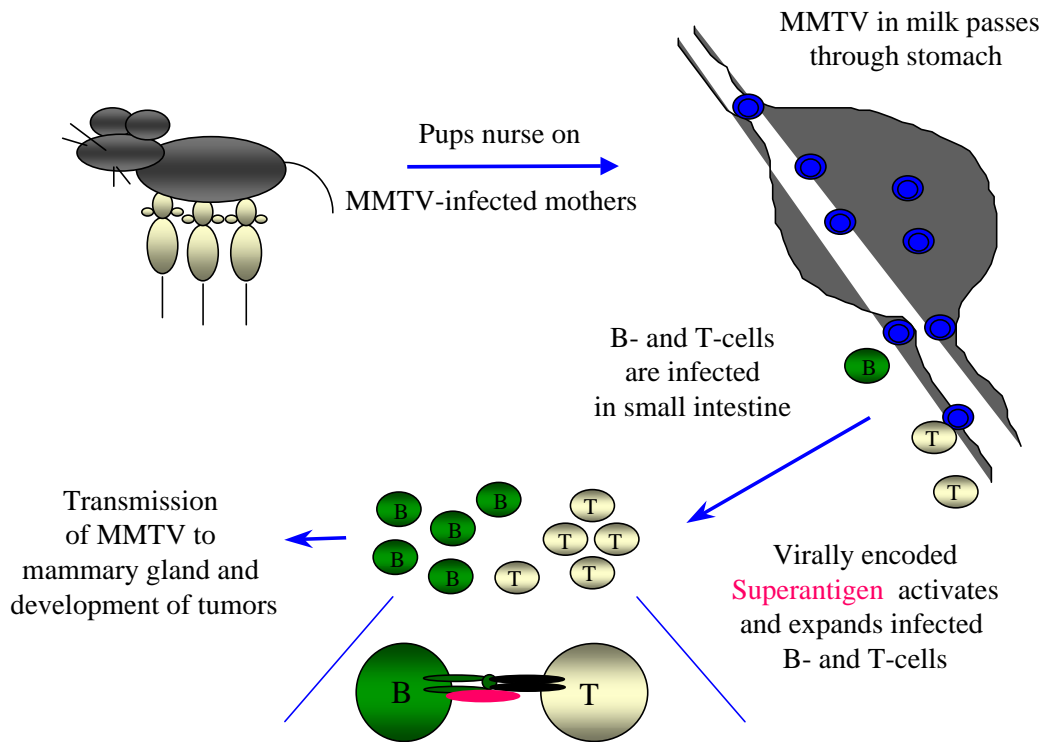 MMTV in milk passes
through stomach
Pups nurse on
MMTV-infected mothers
B- and T-cells
are infected
in small intestine
B
T
T
Transmission
of MMTV to
mammary gland and
development of tumors
B
B
B
B
B
T
T
T
T
T
Virally encoded
Superantigen activates
and expands infected
B- and T-cells
B
T